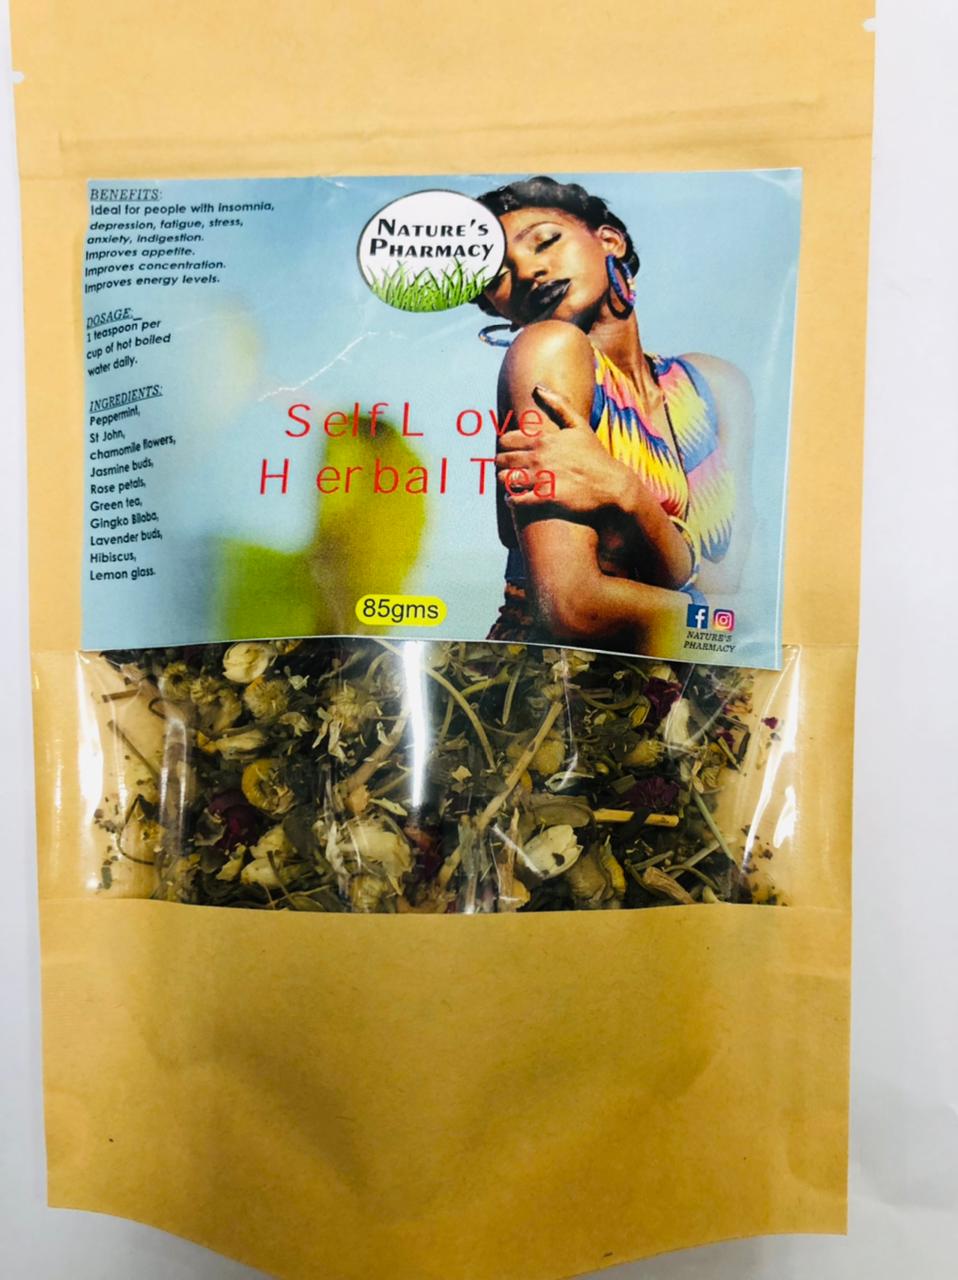 BENEFITS:
Ideal for people with insomnia,
depression, fatigue, stress,
anxiety, indigestion.
Improves appetite.
Improves concentration.
Improves energy levels.
DOSAGE:_
1 teaspoon per
cup of hot boiled
water daily.
INGREDIENTS:
Peppermint,
St John,
chamomile flowers,
Jasmine buds,
Rose petals,
Green tea,
Gingko Biloba,
Lavender buds,
Hibiscus,
Lemon glass.
NATURE'S
PHARMACY
Self Love
Herbal Tea
85gms
NATURE'S
PHARMACY